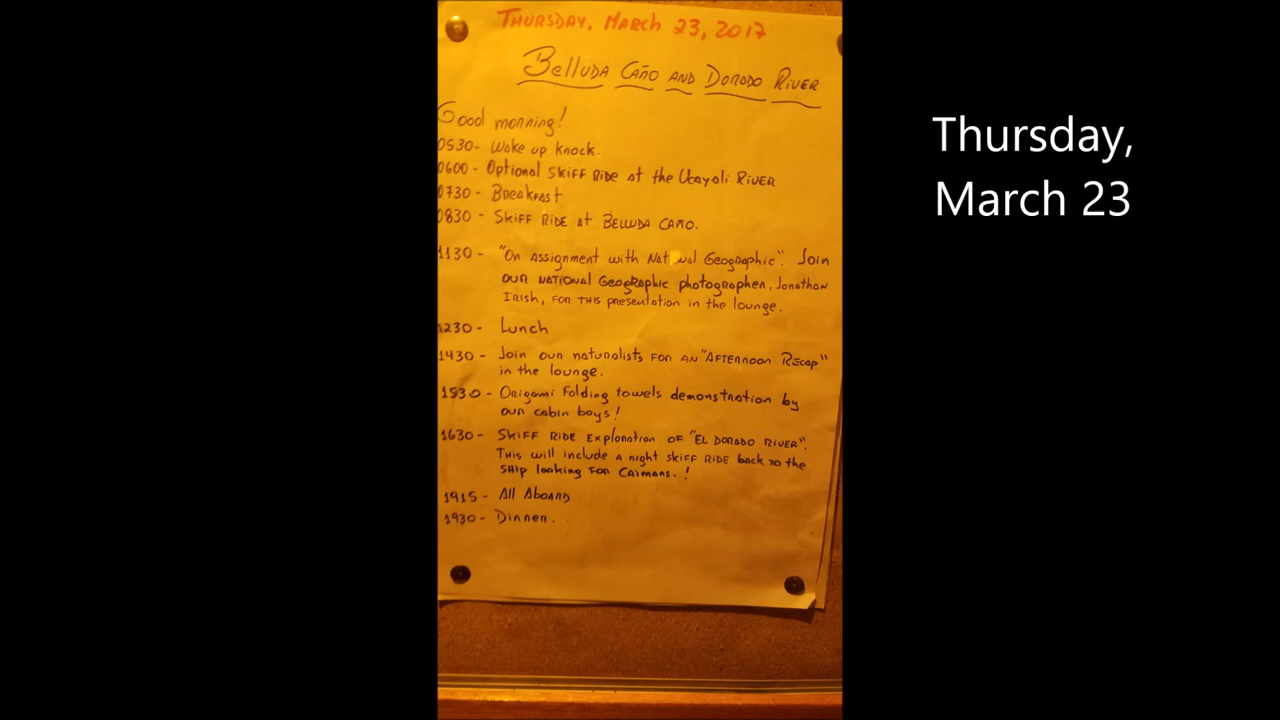 THURSDAY, MARCH 23, 2017
BellUDA CAÑO AND DORADO RIVER
Good morning!
0530- Wake up knock.
0600- Optional SKIFF RIDE at the Ucayali RIVER
0730- Breakfast
0830- SKIFF RIDE at BELLUDA CAÑO.
1130- "On assignment with National Geographic". Join
our NATIONAL Geographic photographer, Jonathan
Irish, FOR THIS presentation in the lounge.
1230- Lunch
1430- Join our naturalists FOR AN "AFTERNOON RECAP"
in the lounge.
1530- Origami Folding towels demonstration by
our cabin boys!
1630- SKIFF RIDE Exploration OF "EL DORADO RIVER".
THIS will include A night SKIFF RIDE back to the
SHIP looking FOR CAIMANS.!
1915- All Aboard
1930- Dinner.
Thursday,
March 23